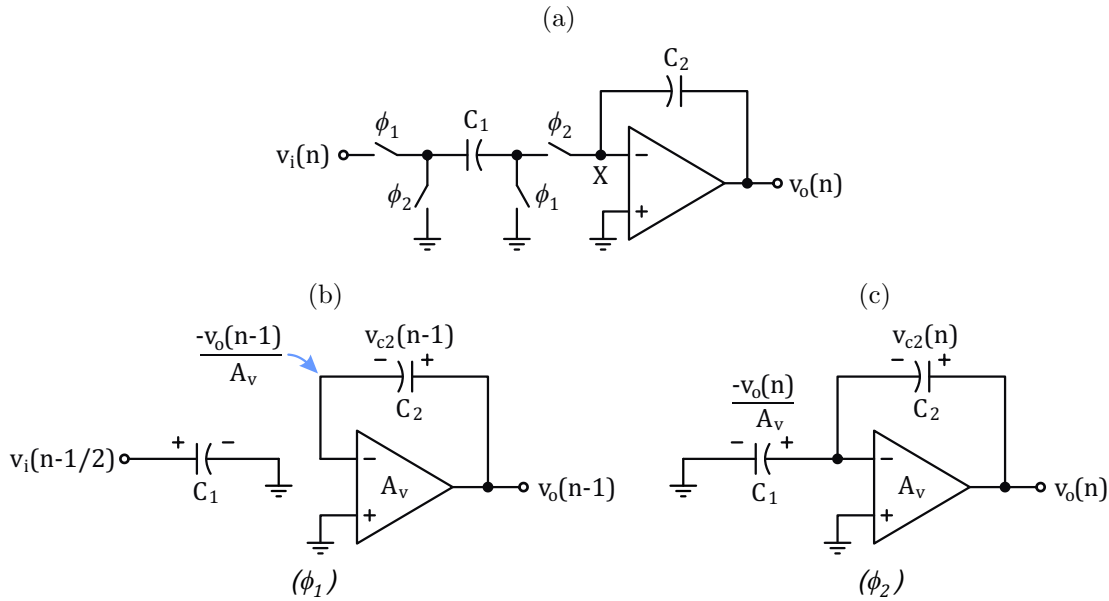 (a)
C2
ϕ1
C1
ϕ2
vi(n)
X
−
+
vo(n)
ϕ2
ϕ1
(b)
(c)
-vo(n-1)
Av
vc2(n-1)
− +
C2
vc2(n)
− +
C2
-vo(n)
Av
vi(n-1/2)
+ −
C1
−
Av
+
vo(n-1)
− +
C1
−
Av
+
vo(n)
(ϕ1)
(ϕ2)